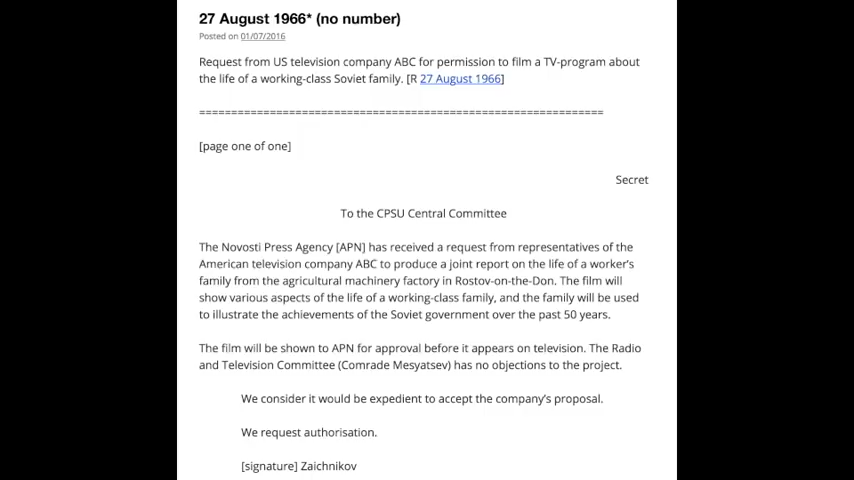 27 August 1966* (no number)
Posted on 01/07/2016
Request from US television company ABC for permission to film a TV-program about
the life of a working-class Soviet family. [R 27 August 1966]
================================================================
[page one of one]
Secret
To the CPSU Central Committee
The Novosti Press Agency [APN] has received a request from representatives of the
American television company ABC to produce a joint report on the life of a worker’s
family from the agricultural machinery factory in Rostov-on-the-Don. The film will
show various aspects of the life of a working-class family, and the family will be used
to illustrate the achievements of the Soviet government over the past 50 years.
The film will be shown to APN for approval before it appears on television. The Radio
and Television Committee (Comrade Mesyatsev) has no objections to the project.
We consider it would be expedient to accept the company’s proposal.
We request authorisation.
[signature] Zaichnikov